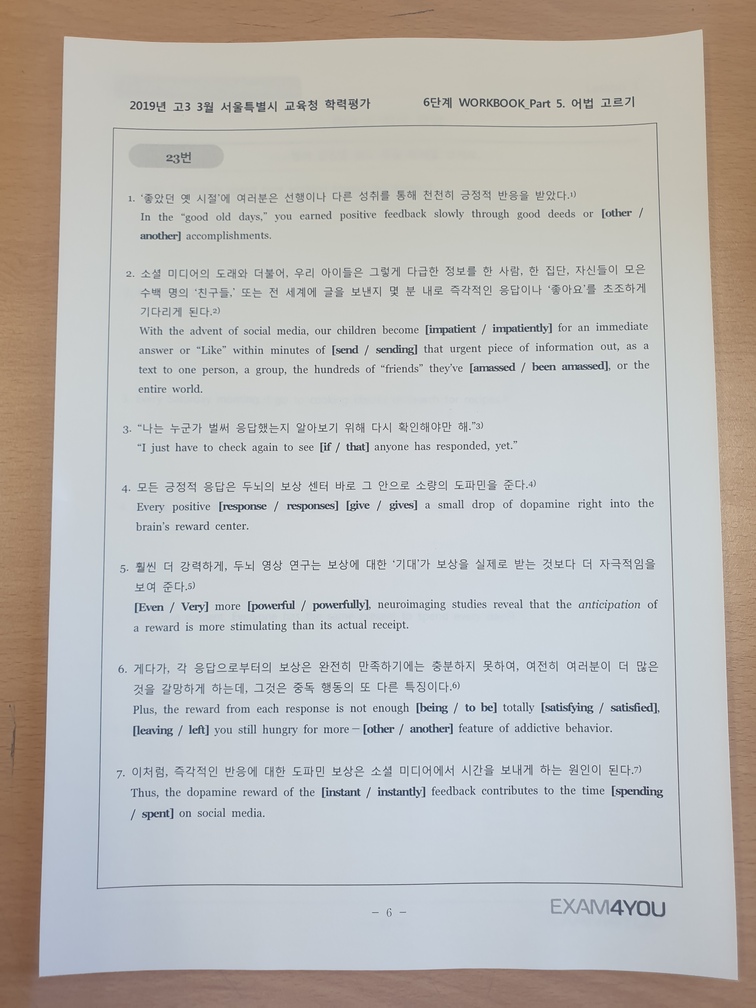 2019년 고3 3월 서울특별시 교육청 학력평가 6단계 WORKBOOK_Part 5. 어법 고르기
23번
1. '좋았던 옛 시절'에 여러분은 선행이나 다른 성취를 통해 천천히 긍정적 반응을 받았다.1)
In the “good old days,” you earned positive feedback slowly through good deeds or [other /
another] accomplishments.
2. 소셜 미디어의 도래와 더불어, 우리 아이들은 그렇게 다급한 정보를 한 사람, 한 집단, 자신들이 모은
수백 명의 '친구들,' 또는 전 세계에 글을 보낸지 몇 분 내로 즉각적인 응답이나 '좋아요'를 초조하게
기다리게 된다.2)
With the advent of social media, our children become [impatient / impatiently] for an immediate
answer or “Like” within minutes of [send / sending] that urgent piece of information out, as a
text to one person, a group, the hundreds of “friends” they’ve [amassed / been amassed], or the
entire world.
3. “나는 누군가 벌써 응답했는지 알아보기 위해 다시 확인해야만 해.”3)
“I just have to check again to see [if / that] anyone has responded, yet.”
4. 모든 긍정적 응답은 두뇌의 보상 센터 바로 그 안으로 소량의 도파민을 준다.4)
Every positive [response / responses] [give / gives] a small drop of dopamine right into the
brain’s reward center.
5. 훨씬 더 강력하게, 두뇌 영상 연구는 보상에 대한 '기대'가 보상을 실제로 받는 것보다 더 자극적임을
보여 준다.5)
[Even / Very] more [powerful / powerfully], neuroimaging studies reveal that the anticipation of
a reward is more stimulating than its actual receipt.
6. 게다가, 각 응답으로부터의 보상은 완전히 만족하기에는 충분하지 못하여, 여전히 여러분이 더 많은
것을 갈망하게 하는데, 그것은 중독 행동의 또 다른 특징이다.6)
Plus, the reward from each response is not enough [being / to be] totally [satisfying / satisfied],
[leaving / left] you still hungry for more—[other / another] feature of addictive behavior.
7. 이처럼, 즉각적인 반응에 대한 도파민 보상은 소셜 미디어에서 시간을 보내게 하는 원인이 된다.7)
Thus, the dopamine reward of the [instant / instantly] feedback contributes to the time [spending
/ spent] on social media.
- 6 -
EXAM4YOU